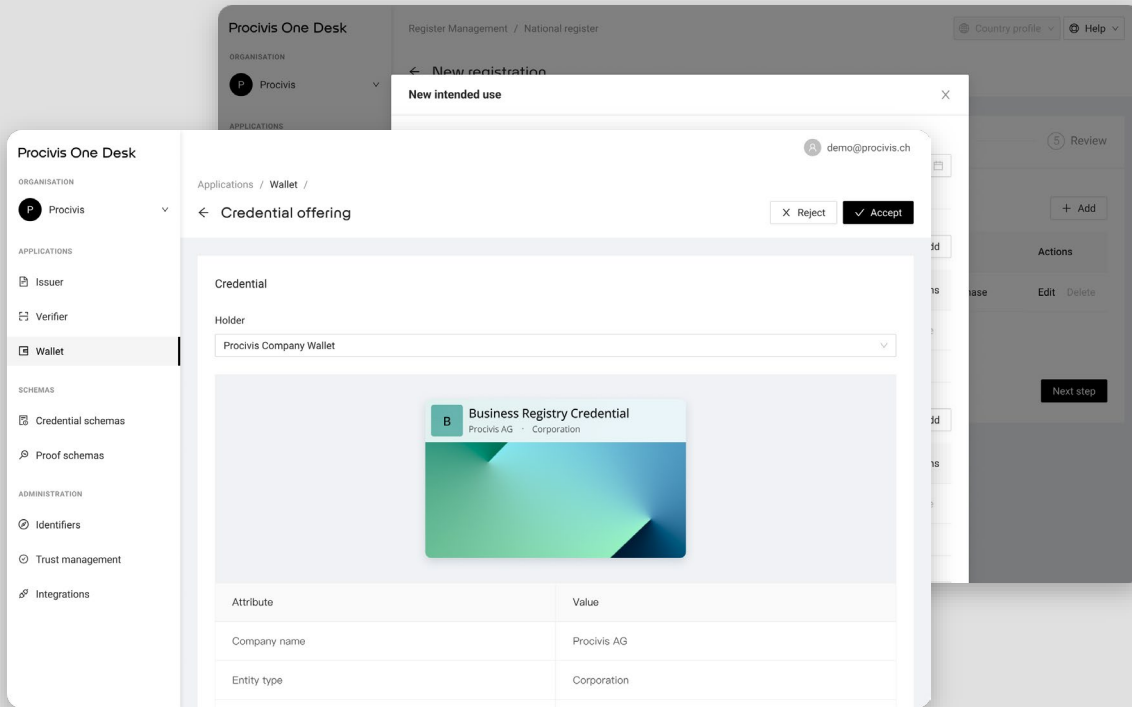 Procivis One Desk
Register Management / National register
Country profile
Help
ORGANISATION
New registration
P Procivis
New intended use
APPLICATIONS
5 Review
Add
Actions
Edit Delete
Next step
Procivis One Desk
demo@procivis.ch
ORGANISATION
Applications / Wallet /
P Procivis
Credential offering
Reject
Accept
APPLICATIONS
Issuer
Verifier
Wallet
SCHEMAS
Credential schemas
Proof schemas
ADMINISTRATION
Identifiers
Trust management
Integrations
Credential
Holder
Procivis Company Wallet
B
Business Registry Credential
Procivis AG · Corporation
Attribute Value
Company name Procivis AG
Entity type Corporation